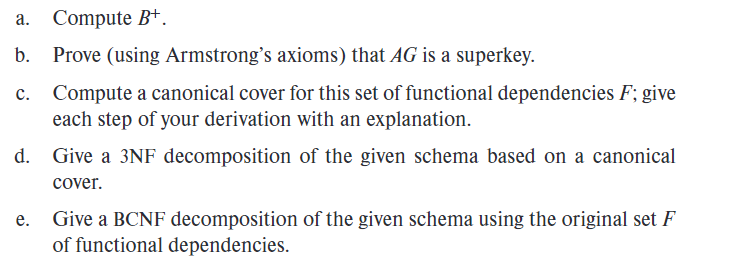 a. Compute B⁺.
b. Prove (using Armstrong’s axioms) that AG is a superkey.
c. Compute a canonical cover for this set of functional dependencies F; give
each step of your derivation with an explanation.
d. Give a 3NF decomposition of the given schema based on a canonical
cover.
e. Give a BCNF decomposition of the given schema using the original set F
of functional dependencies.